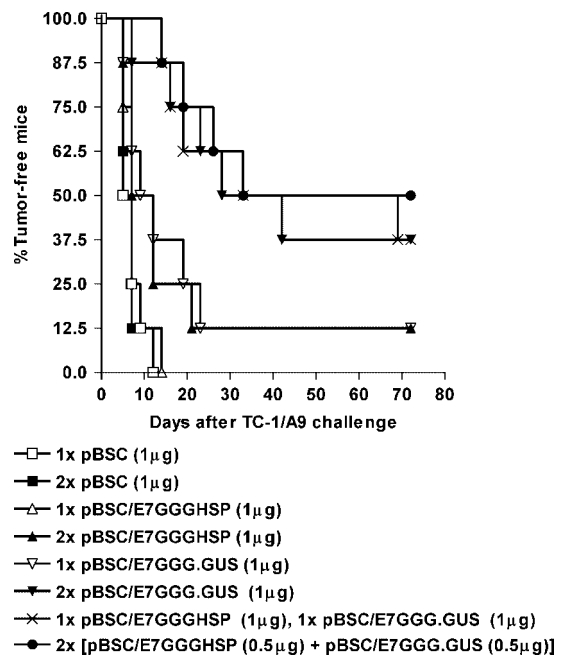 100.0
87.5
75.0
62.5
50.0
37.5
25.0
12.5
0.0
%Tumor-free mice
0 10 20 30 40 50 60 70 80
Days after TC-1/A9 challenge
1x pBSC (1μg)
2x pBSC (1μg)
1x pBSC/E7GGGHSP (1μg)
2x pBSC/E7GGGHSP (1μg)
1x pBSC/E7GGG.GUS (1μg)
2x pBSC/E7GGG.GUS (1μg)
1x pBSC/E7GGGHSP (1μg), 1x pBSC/E7GGG.GUS (1μg)
2x [pBSC/E7GGGHSP (0.5μg) + pBSC/E7GGG.GUS (0.5μg)]